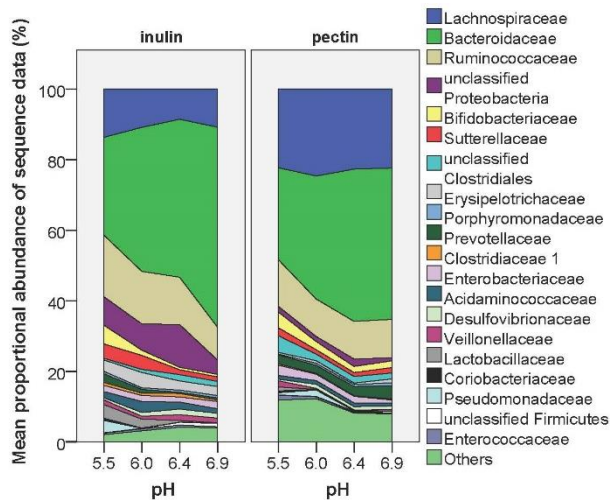 Mean proportional abundance of sequence data (%)
inulin
pectin
100
80
60
40
20
0
5.5 6.0 6.4 6.9
5.5 6.0 6.4 6.9
pH
pH
Lachnospiraceae
Bacteroidaceae
Ruminococcaceae
unclassified
Proteobacteria
Bifidobacteriaceae
Sutterellaceae
unclassified
Clostridiales
Erysipelotrichaceae
Porphyromonadaceae
Prevotellaceae
Clostridiaceae 1
Enterobacteriaceae
Acidaminococcaceae
Desulfovibrionaceae
Veillonellaceae
Lactobacillaceae
Coriobacteriaceae
Pseudomonadaceae
unclassified Firmicutes
Enterococcaceae
Others